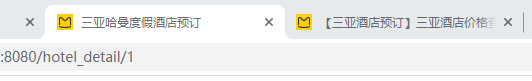 三亚哈曼度假酒店预订
【三亚酒店预订】三亚酒店价格
:8080/hotel_detail/1